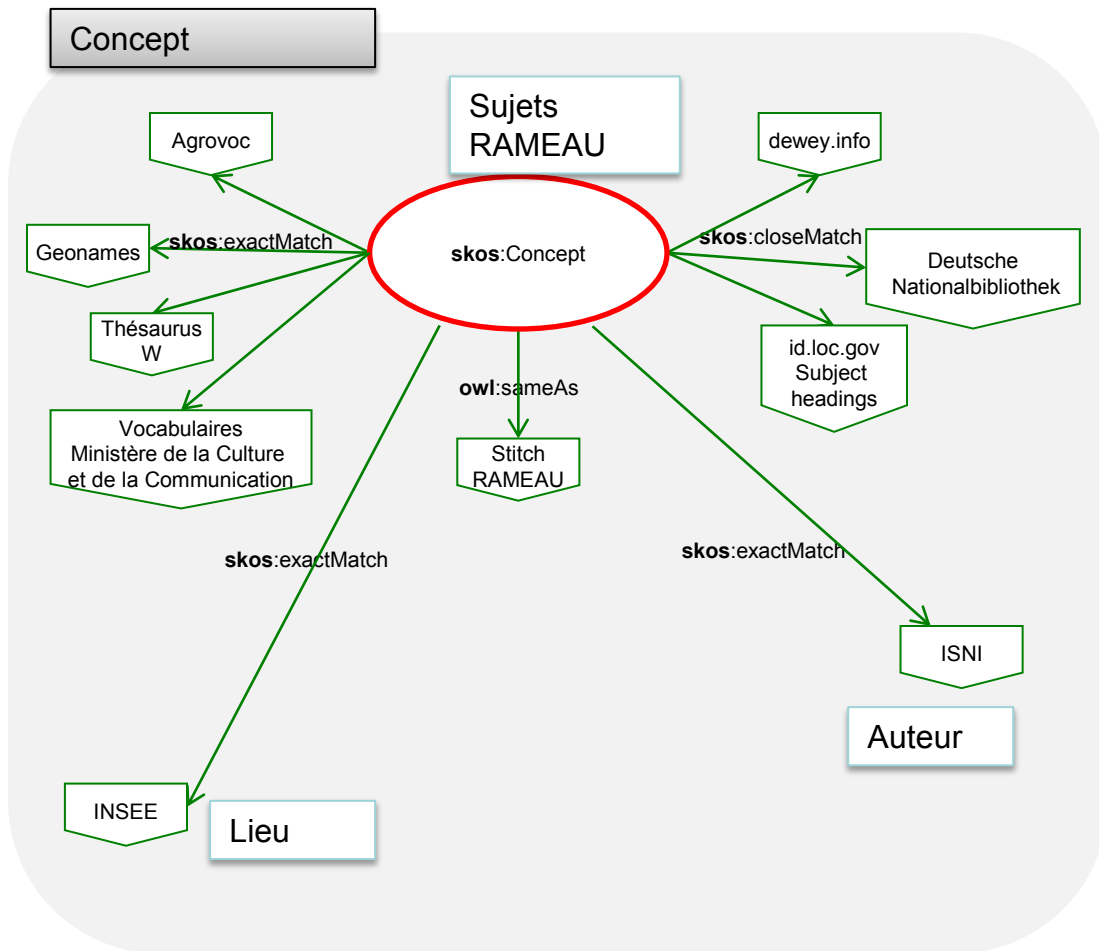 Concept
Sujets
RAMEAU
Agrovoc
dewey.info
Geonames
skos:exactMatch
skos:Concept
skos:closeMatch
Deutsche
Nationalbibliothek
Thésaurus
W
id.loc.gov
Subject
headings
owl:sameAs
Vocabulaires
Ministère de la Culture
et de la Communication
Stitch
RAMEAU
skos:exactMatch
skos:exactMatch
ISNI
Auteur
INSEE
Lieu